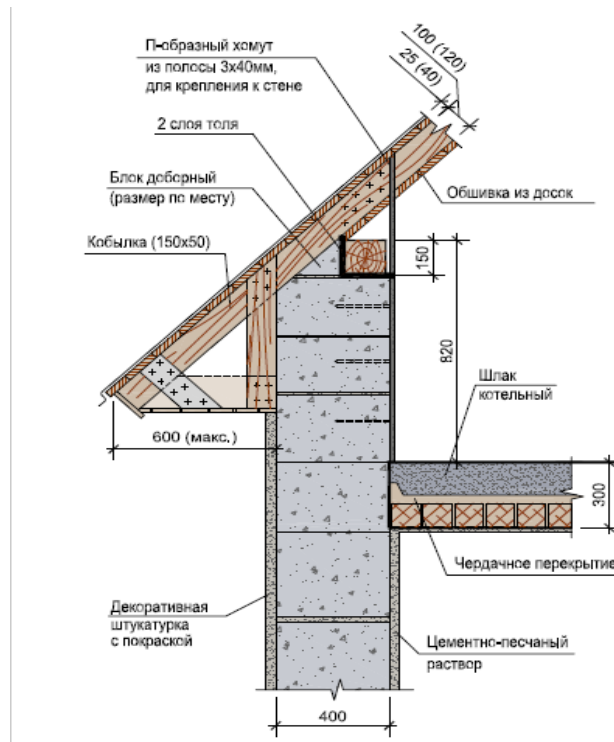 П-образный хомут
из полосы 3х40мм,
для крепления к стене
100 (120)
25 (40)
2 слоя толя
Блок доборный
(размер по месту)
Обшивка из досок
Кобылка (150х50)
150
820
Шлак
котельный
600 (макс.)
300
Чердачное перекрытие
Декоративная
штукатурка
с покраской
Цементно-песчаный
раствор
400